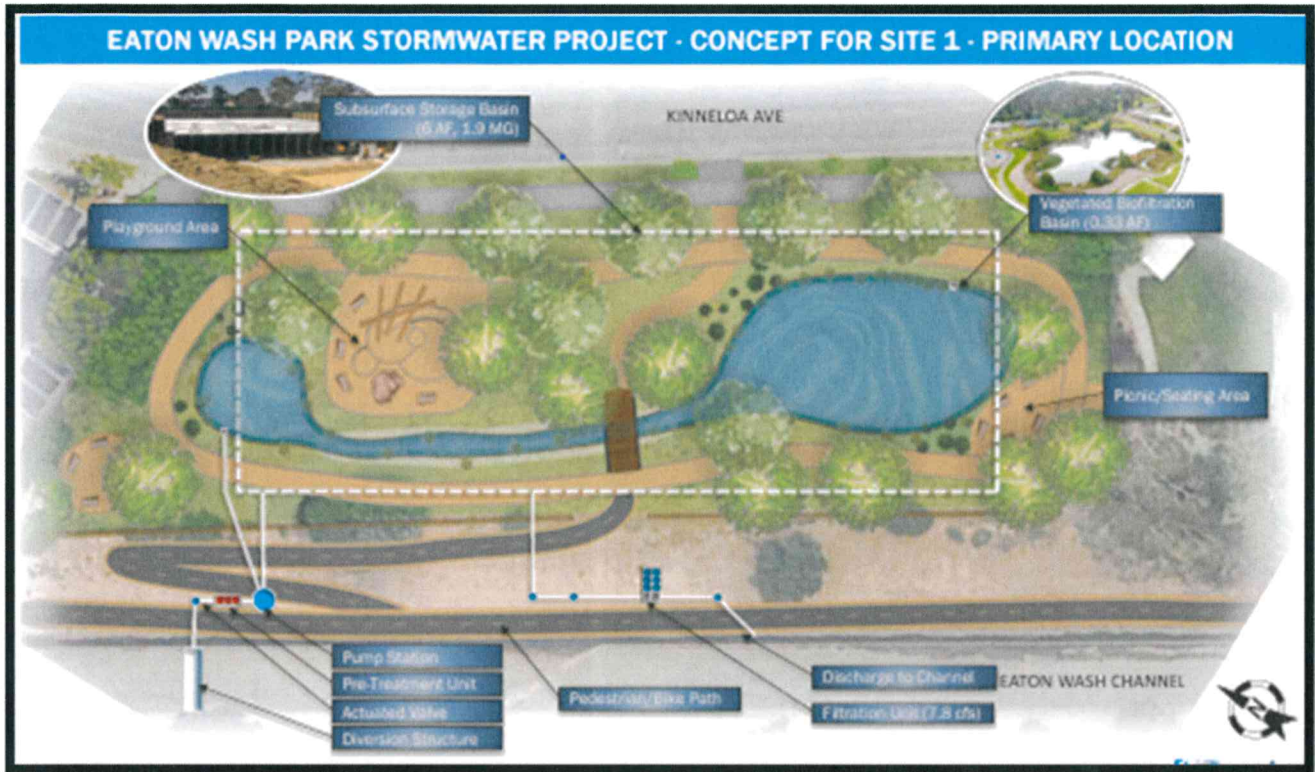 EATON WASH PARK STORMWATER PROJECT - CONCEPT FOR SITE 1 - PRIMARY LOCATION
Subsurface Storage Basin
(6 AF, 1.9 MG)
KINNELOA AVE
Vegetated Biofiltration
Basin (0.33 AF)
Playground Area
Picnic/Seating Area
Pump Station
Pre-Treatment Unit
Actuated Valve
Diversion Structure
Pedestrian/Bike Path
Discharge to Channel
Filtration Unit (7.8 cfs)
EATON WASH CHANNEL
N